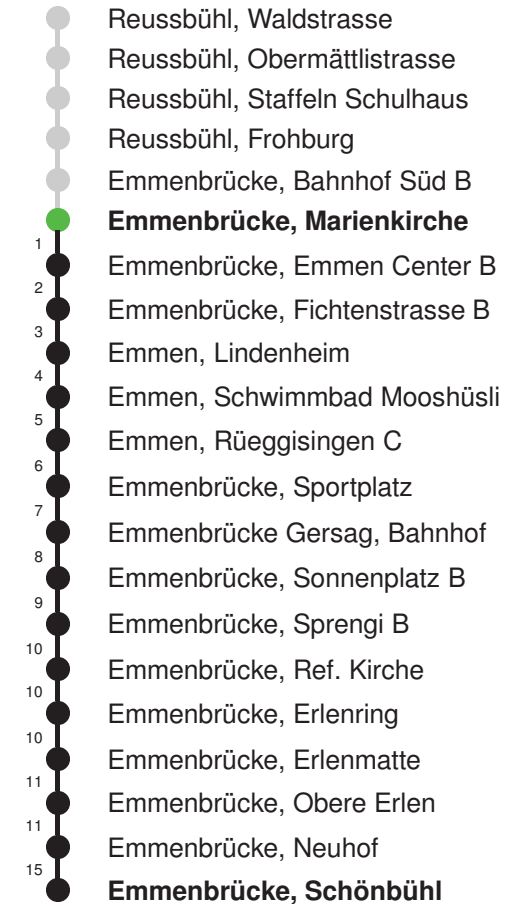 Reussbühl, Waldstrasse
Reussbühl, Obermättlistrasse
Reussbühl, Staffeln Schulhaus
Reussbühl, Frohburg
Emmenbrücke, Bahnhof Süd B
Emmenbrücke, Marienkirche
1 Emmenbrücke, Emmen Center B
2 Emmenbrücke, Fichtenstrasse B
3 Emmen, Lindenheim
4 Emmen, Schwimmbad Mooshüsli
5 Emmen, Rüeggisingen C
6 Emmenbrücke, Sportplatz
7 Emmenbrücke Gersag, Bahnhof
8 Emmenbrücke, Sonnenplatz B
9 Emmenbrücke, Sprengi B
10 Emmenbrücke, Ref. Kirche
10 Emmenbrücke, Erlenring
10 Emmenbrücke, Erlenmatte
11 Emmenbrücke, Obere Erlen
11 Emmenbrücke, Neuhof
15 Emmenbrücke, Schönbühl